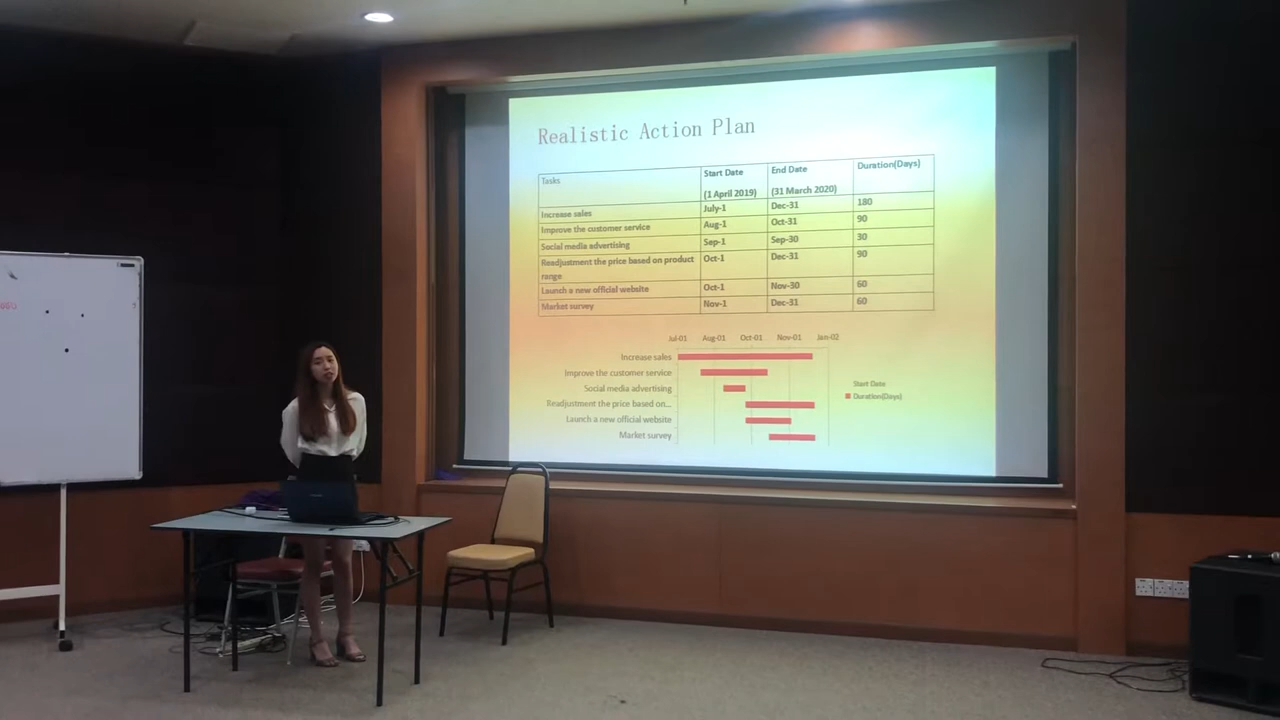 Realistic Action Plan
Tasks Start Date End Date Duration(Days)
(1 April 2019) (31 March 2020)
Increase sales July-1 Dec-31 180
Improve the customer service Aug-1 Oct-31 90
Social media advertising Sep-1 Sep-30 30
Readjustment the price based on product Oct-1 Dec-31 90
range
Launch a new official website Oct-1 Nov-30 60
Market survey Nov-1 Dec-31 60
Jul-01 Aug-01 Oct-01 Nov-01 Jan-02
Increase sales
Improve the customer service
Social media advertising
Readjustment the price based on...
Launch a new official website
Market survey
Start Date
Duration(Days)